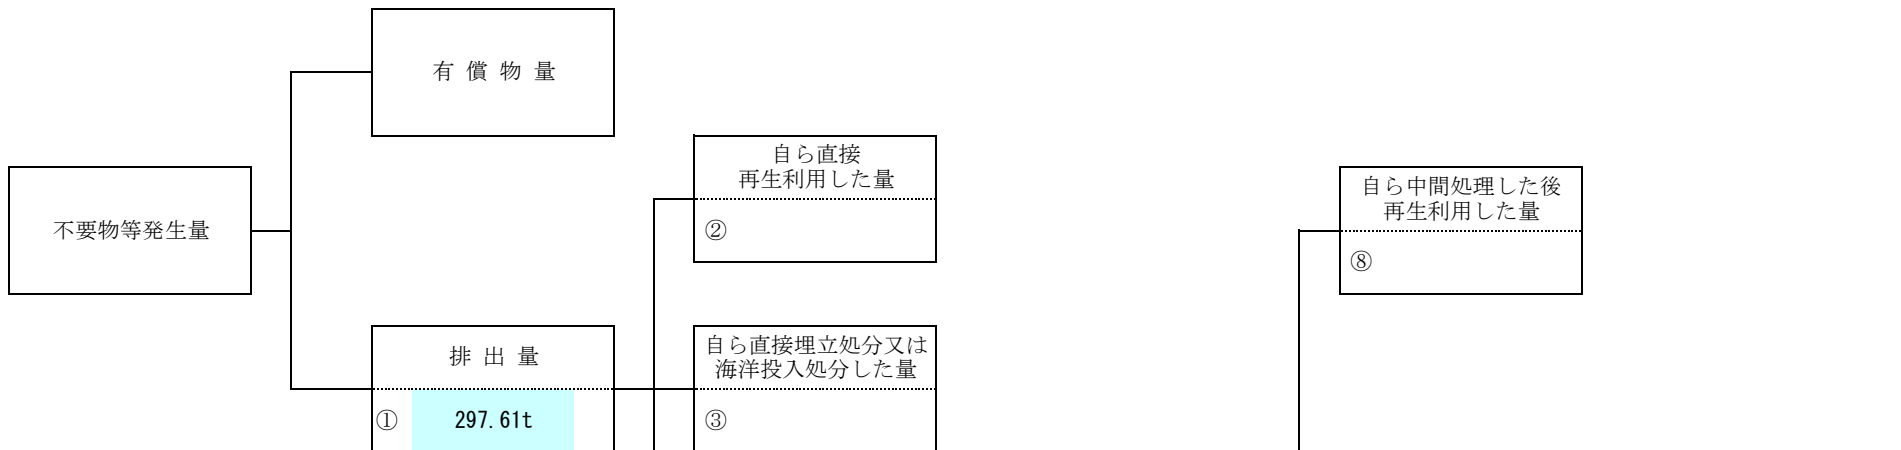 有 償 物 量
不要物等発生量
自ら直接
再生利用した量
②
自ら中間処理した後
再生利用した量
⑧
排 出 量
① 297.61t
自ら直接埋立処分又は
海洋投入処分した量
③